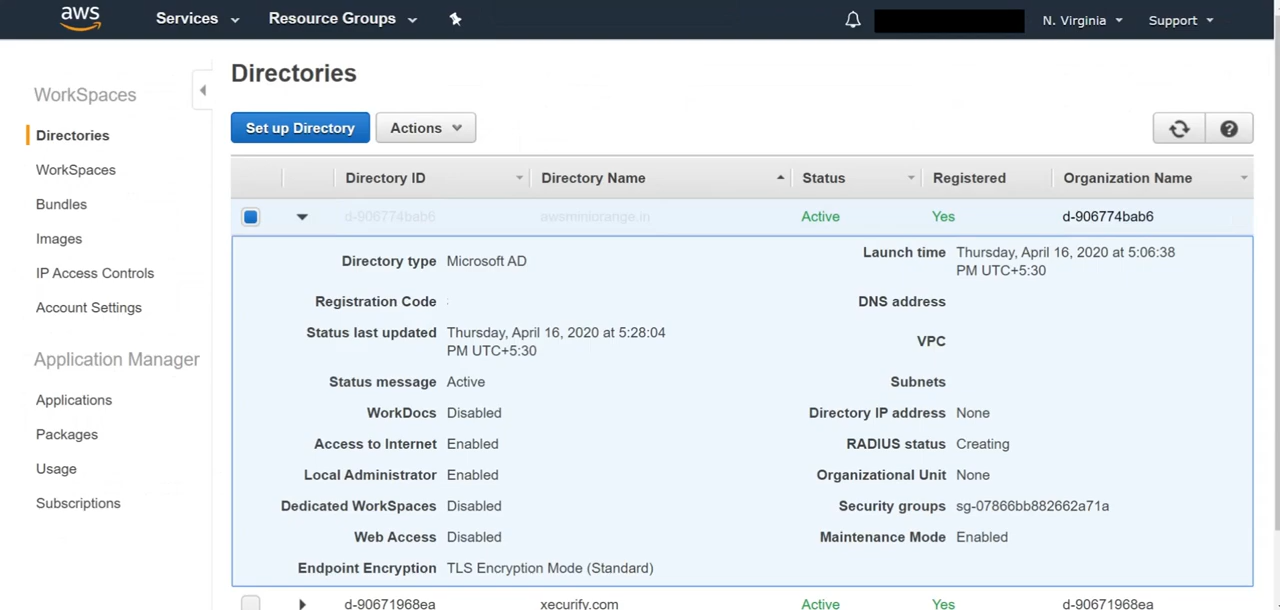 aws Services Resource Groups N. Virginia Support
WorkSpaces
Directories
WorkSpaces
Bundles
Images
IP Access Controls
Account Settings
Application Manager
Applications
Packages
Usage
Subscriptions
Directories
Set up Directory Actions
Directory ID Directory Name Status Registered Organization Name
d-906774bab6 awsminiorange.in Active Yes d-906774bab6
Directory type Microsoft AD
Registration Code
Status last updated Thursday, April 16, 2020 at 5:28:04
PM UTC+5:30
Status message Active
WorkDocs Disabled
Access to Internet Enabled
Local Administrator Enabled
Dedicated WorkSpaces Disabled
Web Access Disabled
Endpoint Encryption TLS Encryption Mode (Standard)
Launch time Thursday, April 16, 2020 at 5:06:38
PM UTC+5:30
DNS address
VPC
Subnets
Directory IP address None
RADIUS status Creating
Organizational Unit None
Security groups sg-07866bb882662a71a
Maintenance Mode Enabled
d-90671968ea xecurify.com Active Yes d-90671968ea